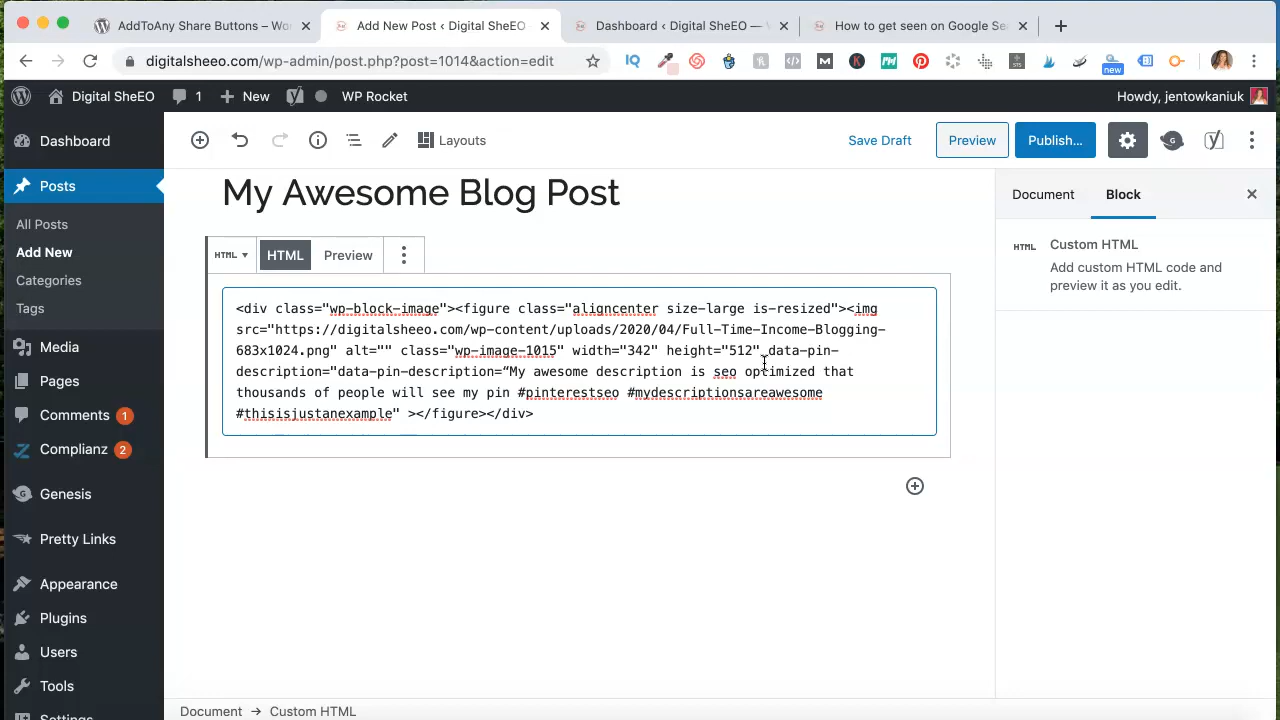 AddToAny Share Buttons – Wor
Add New Post ‹ Digital SheEO
Dashboard ‹ Digital SheEO —
How to get seen on Google Se
digitalsheeo.com/wp-admin/post.php?post=1014&action=edit
IQ
new
Digital SheEO
1
New
WP Rocket
Howdy, jentowkaniuk
Dashboard
Posts
All Posts
Add New
Categories
Tags
Media
Pages
Comments 1
Complianz 2
Genesis
Pretty Links
Appearance
Plugins
Users
Tools
Settings
Layouts
Save Draft
Preview
Publish...
My Awesome Blog Post
HTML
HTML
Preview
<div class="wp-block-image"><figure class="aligncenter size-large is-resized"><img
src="https://digitalsheeo.com/wp-content/uploads/2020/04/Full-Time-Income-Blogging-
683x1024.png" alt="" class="wp-image-1015" width="342" height="512" data-pin-
description="data-pin-description=“My awesome description is seo optimized that
thousands of people will see my pin #pinterestseo #mydescriptionsareawesome
#thisisjustanexample" ></figure></div>
Document
Block
HTML
Custom HTML
Add custom HTML code and
preview it as you edit.
Document → Custom HTML